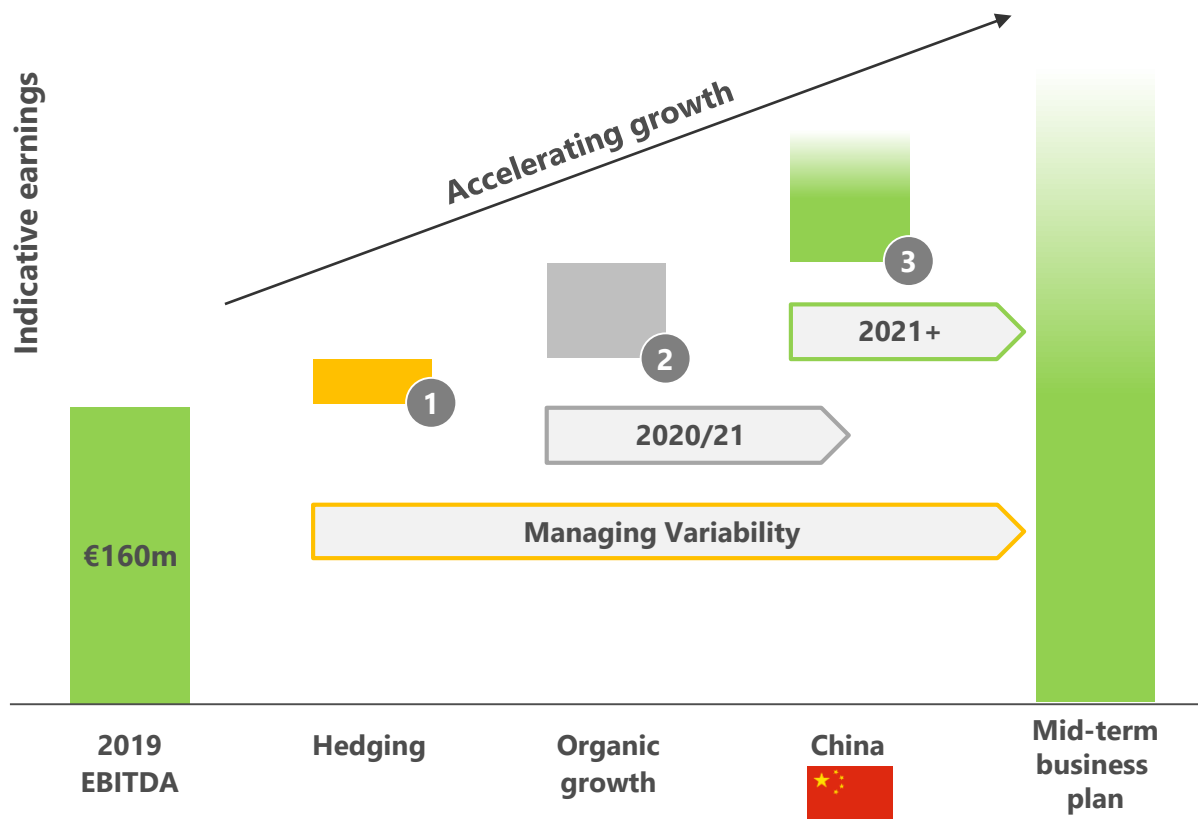 Indicative earnings
Accelerating growth
3
2021+
2
1
2020/21
Managing Variability
€160m
2019
EBITDA
Hedging
Organic
growth
China
Mid-term
business
plan